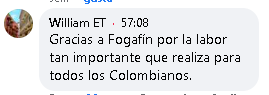 William ET · 57:08
Gracias a Fogafín por la labor
tan importante que realiza para
todos los Colombianos.